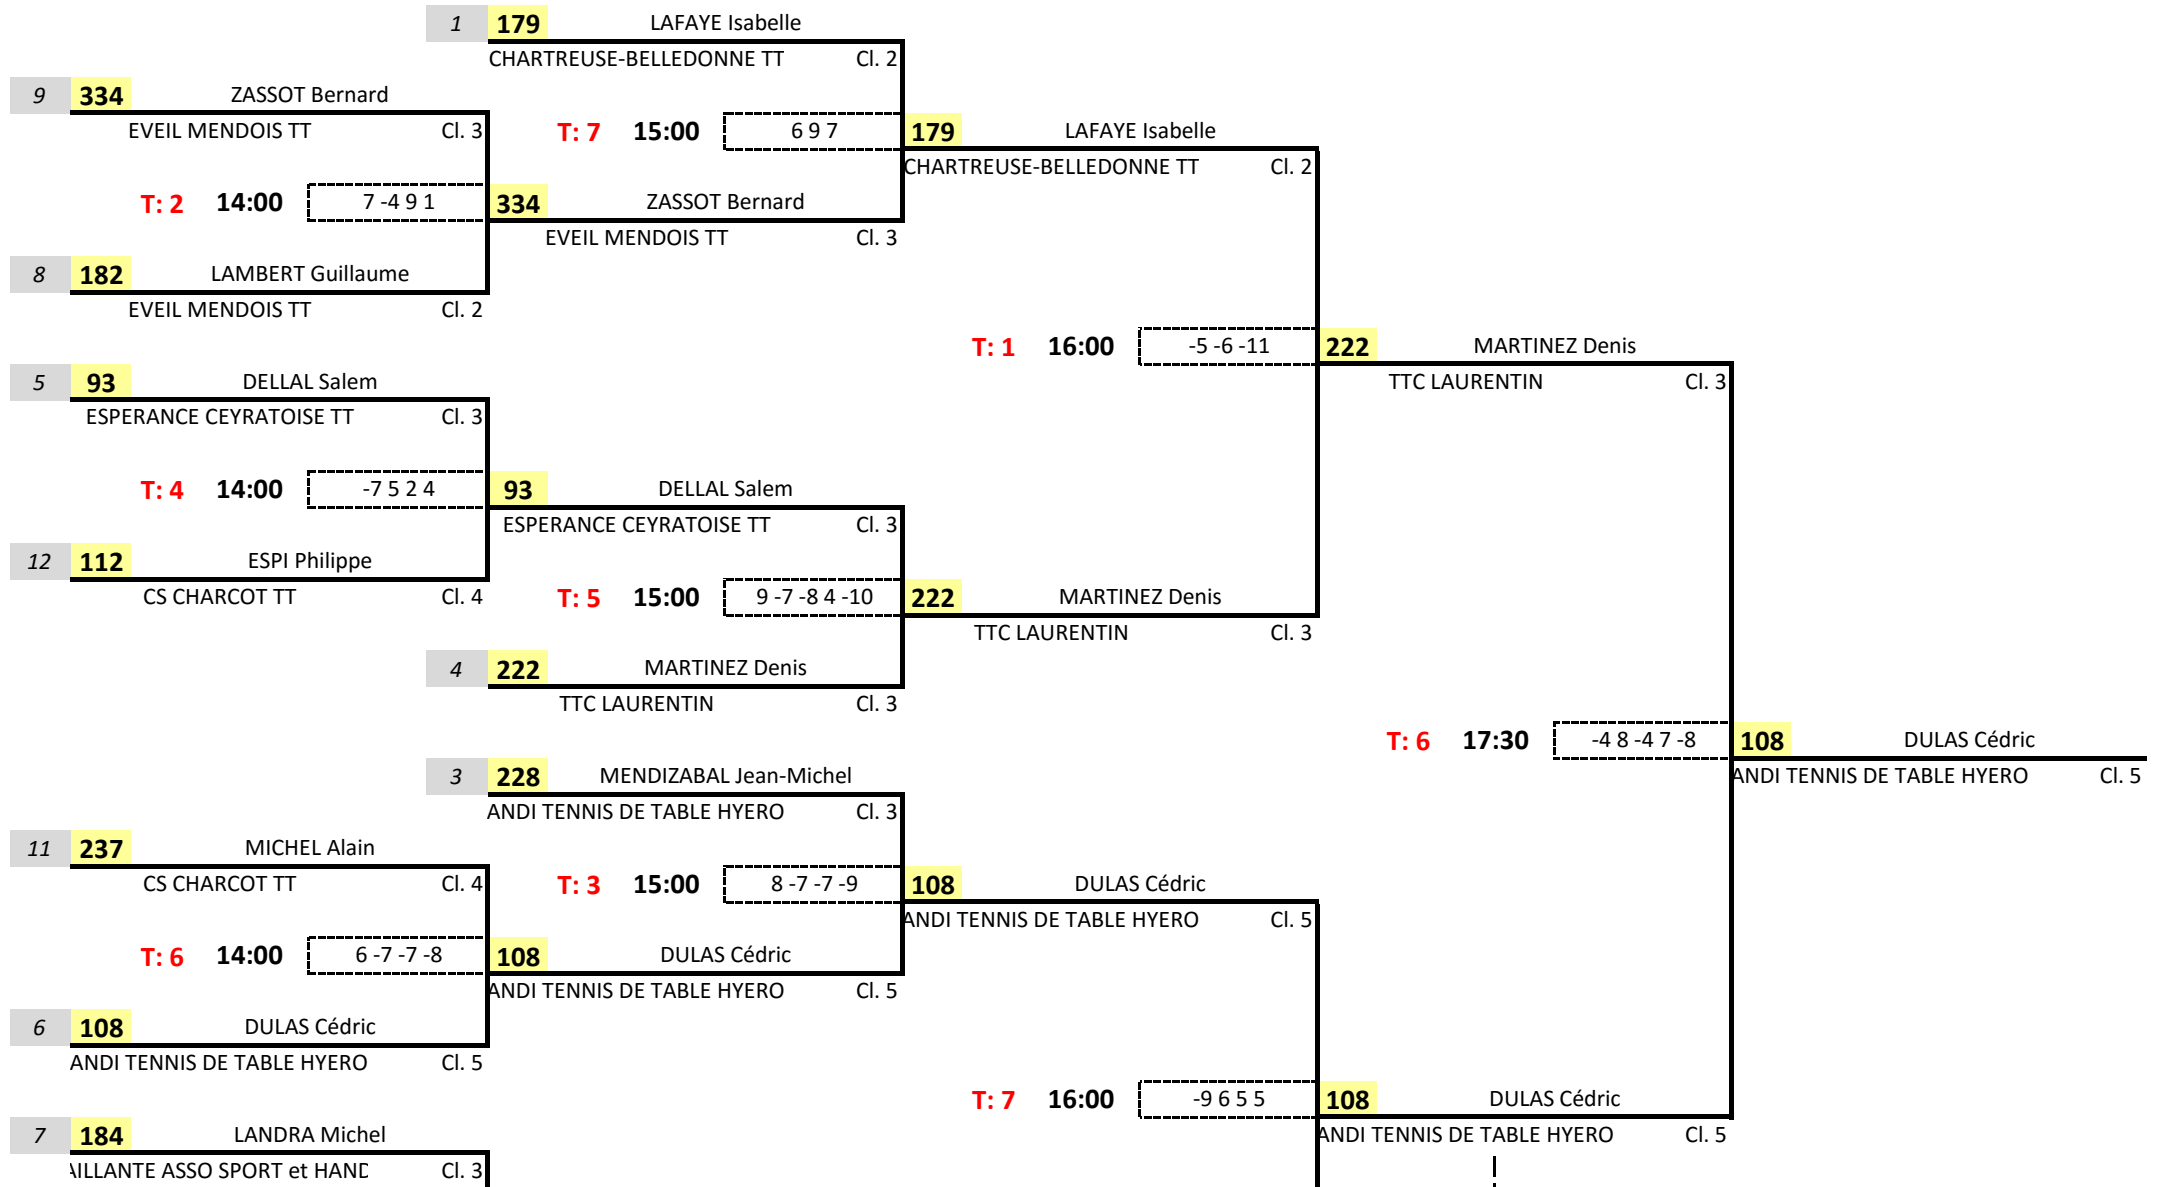 1 179 LAFAYE Isabelle
CHARTREUSE-BELLEDONNE TT Cl. 2
9 334 ZASSOT Bernard
EVEIL MENDOIS TT Cl. 3
T: 7 15:00 6 9 7
179 LAFAYE Isabelle
CHARTREUSE-BELLEDONNE TT Cl. 2
T: 2 14:00 7 -4 9 1
334 ZASSOT Bernard
EVEIL MENDOIS TT Cl. 3
8 182 LAMBERT Guillaume
EVEIL MENDOIS TT Cl. 2
T: 1 16:00 -5 -6 -11
222 MARTINEZ Denis
TTC LAURENTIN Cl. 3
5 93 DELLAL Salem
ESPERANCE CEYRATOISE TT Cl. 3
T: 4 14:00 -7 5 2 4
93 DELLAL Salem
ESPERANCE CEYRATOISE TT Cl. 3
12 112 ESPI Philippe
CS CHARCOT TT Cl. 4
T: 5 15:00 9 -7 -8 4 -10
222 MARTINEZ Denis
TTC LAURENTIN Cl. 3
4 222 MARTINEZ Denis
TTC LAURENTIN Cl. 3
T: 6 17:30 -4 8 -4 7 -8
108 DULAS Cédric
ANDI TENNIS DE TABLE HYERO Cl. 5
3 228 MENDIZABAL Jean-Michel
ANDI TENNIS DE TABLE HYERO Cl. 3
11 237 MICHEL Alain
CS CHARCOT TT Cl. 4
T: 3 15:00 8 -7 -7 -9
108 DULAS Cédric
ANDI TENNIS DE TABLE HYERO Cl. 5
T: 6 14:00 6 -7 -7 -8
108 DULAS Cédric
ANDI TENNIS DE TABLE HYERO Cl. 5
6 108 DULAS Cédric
ANDI TENNIS DE TABLE HYERO Cl. 5
T: 7 16:00 -9 6 5 5
108 DULAS Cédric
ANDI TENNIS DE TABLE HYERO Cl. 5
7 184 LANDRA Michel
AILLANTE ASSO SPORT et HAND Cl. 3